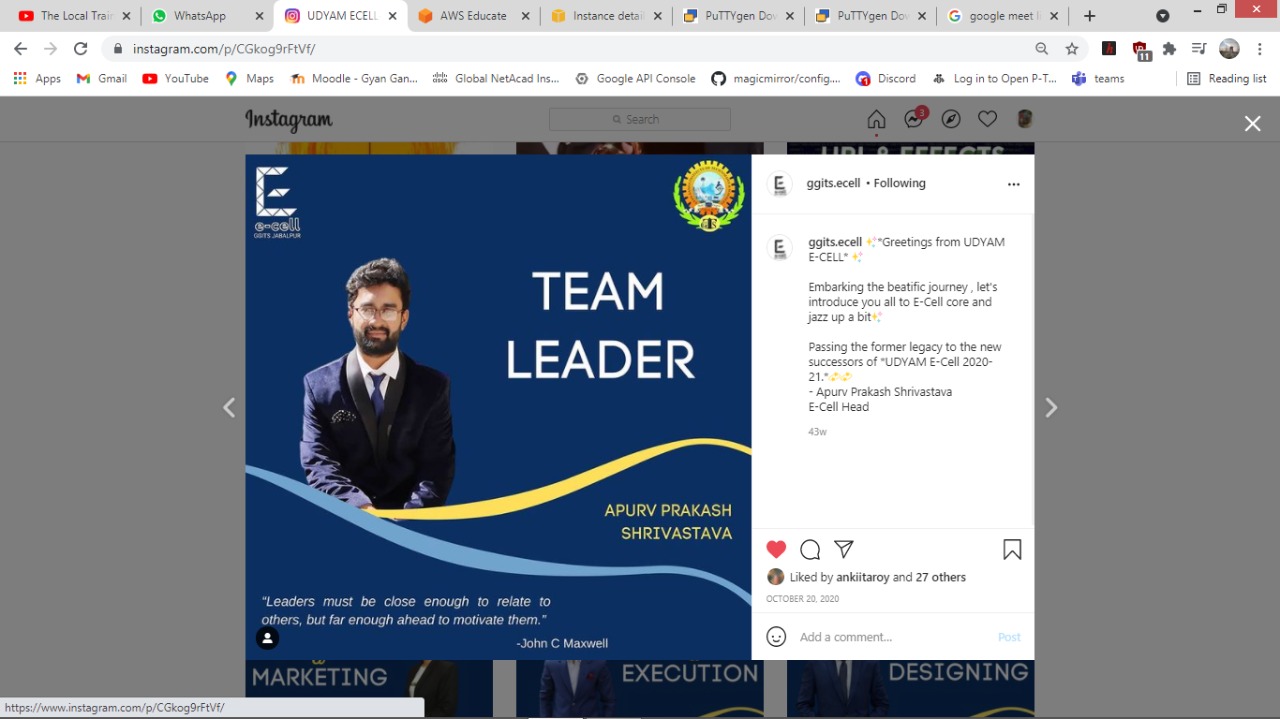 The Local Train
WhatsApp
UDYAM ECELL
AWS Educate
Instance detail
PuTTYgen Dow
PuTTYgen Dow
google meet li
instagram.com/p/CGkog9rFtVf/
11
Apps
Gmail
YouTube
Maps
Moodle - Gyan Gan...
Global NetAcad Ins...
Google API Console
magicmirror/config....
Discord
Log in to Open P-T...
teams
Reading list
Instagram
Search
3
E
e-cell
GGITS JABALPUR
TEAM
LEADER
APURV PRAKASH
SHRIVASTAVA
“Leaders must be close enough to relate to
others, but far enough ahead to motivate them.”
-John C Maxwell
ggits.ecell • Following
ggits.ecell ✨*Greetings from UDYAM
E-CELL* ✨
Embarking the beatific journey , let's
introduce you all to E-Cell core and
jazz up a bit✨
Passing the former legacy to the new
successors of "UDYAM E-Cell 2020-
21.*💫💫
- Apurv Prakash Shrivastava
E-Cell Head
43w
Liked by ankiitaroy and 27 others
OCTOBER 20, 2020
Add a comment...
Post
MARKETING
EXECUTION
DESIGNING
https://www.instagram.com/p/CGkog9rFtVf/